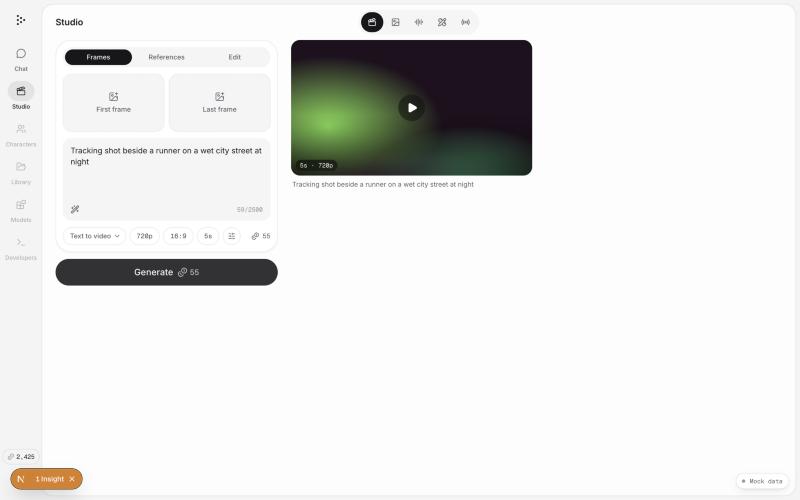 Studio
Chat
Studio
Characters
Library
Models
Developers
2,425
N 1 Insight
Frames References Edit
First frame Last frame
Tracking shot beside a runner on a wet city street at
night
59/2500
Text to video 720p 16:9 5s 55
Generate 55
5s · 720p
Tracking shot beside a runner on a wet city street at night
Mock data